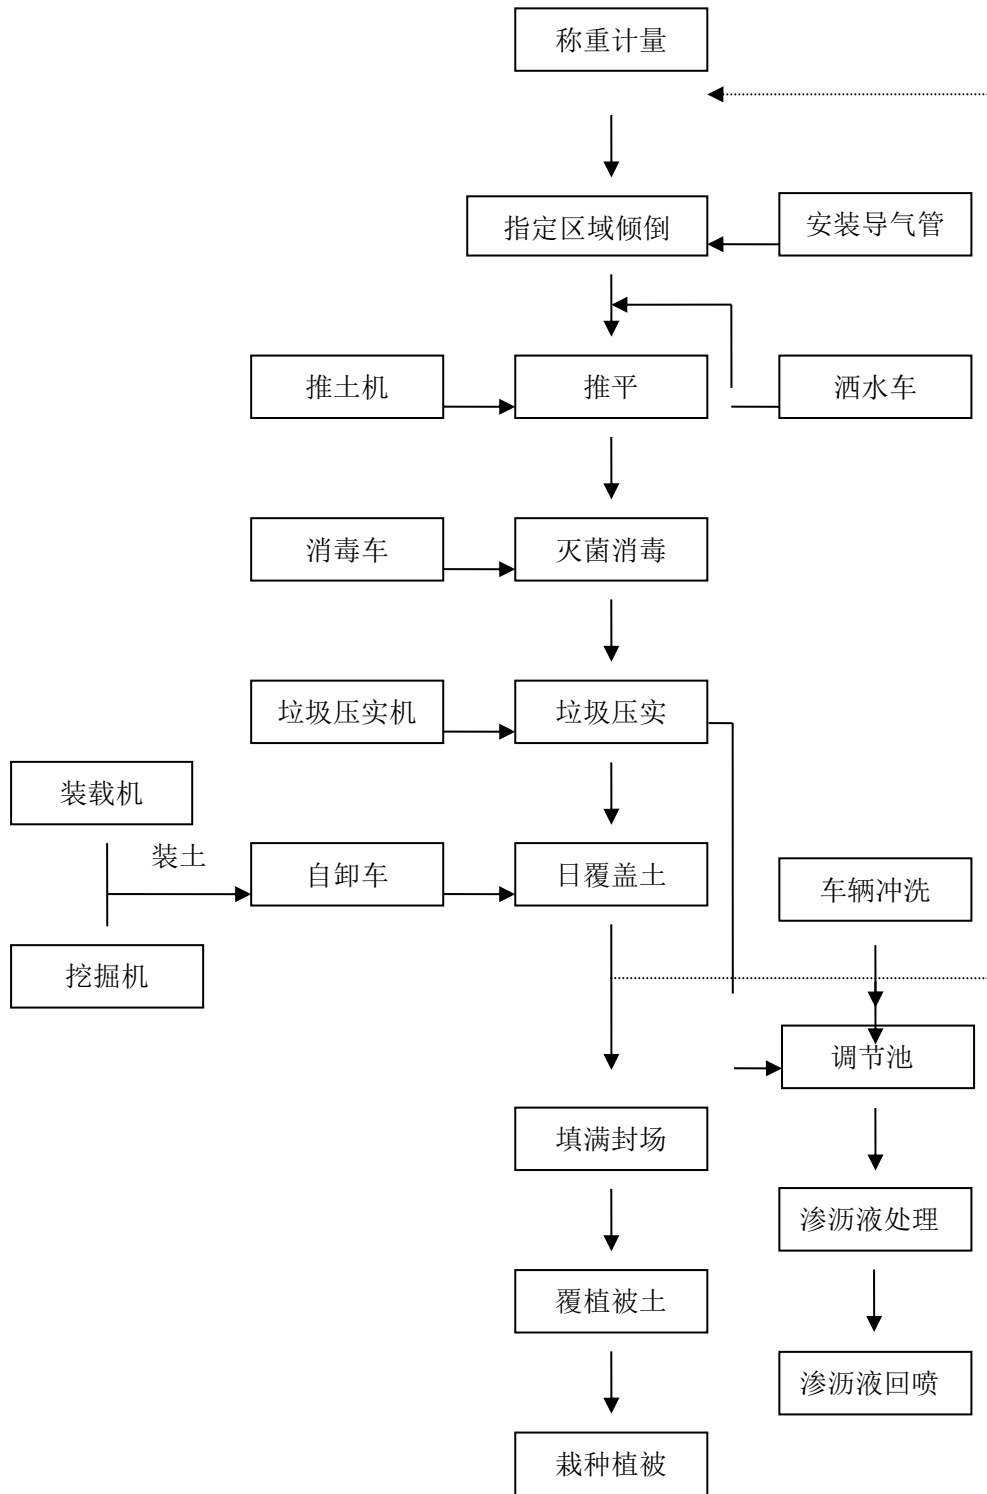 称重计量
指定区域倾倒
安装导气管
推土机
推平
洒水车
消毒车
灭菌消毒
垃圾压实机
垃圾压实
装载机
装土
自卸车
日覆盖土
车辆冲洗
挖掘机
调节池
填满封场
渗沥液处理
覆植被土
渗沥液回喷
栽种植被